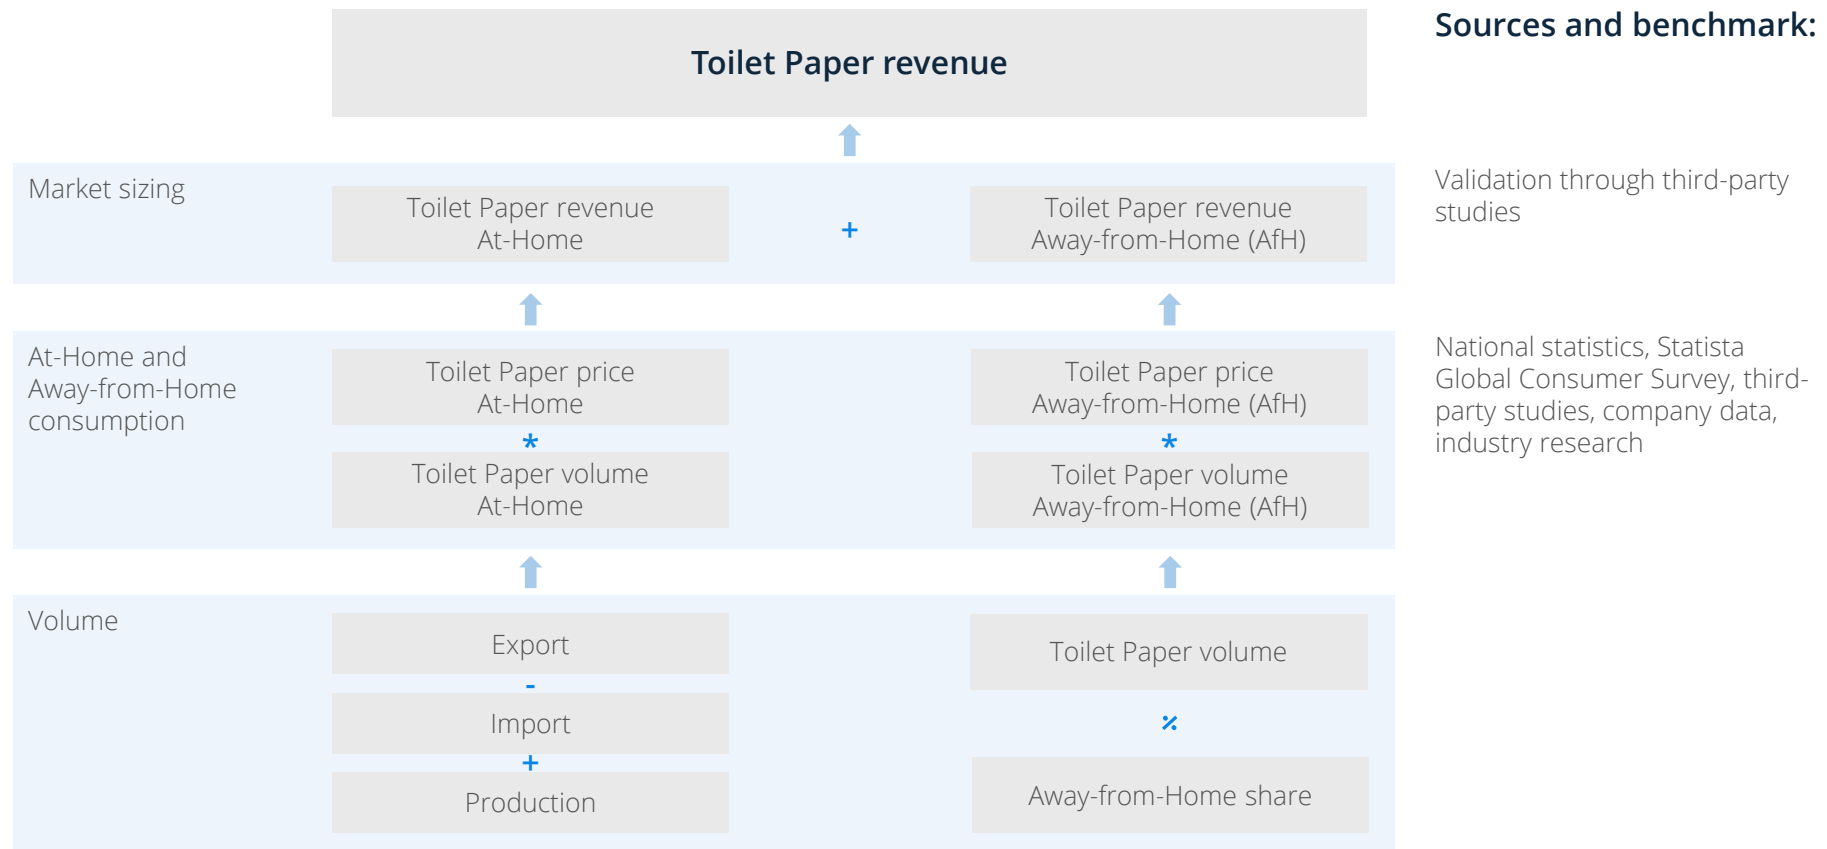 Toilet Paper revenue
Sources and benchmark:
Market sizing
Toilet Paper revenue
At-Home
+
Toilet Paper revenue
Away-from-Home (AfH)
Validation through third-party
studies
At-Home and
Away-from-Home
consumption
Toilet Paper price
At-Home
*
Toilet Paper volume
At-Home
Toilet Paper price
Away-from-Home (AfH)
*
Toilet Paper volume
Away-from-Home (AfH)
National statistics, Statista
Global Consumer Survey, third-
party studies, company data,
industry research
Volume
Export
-
Import
+
Production
Toilet Paper volume
٪
Away-from-Home share